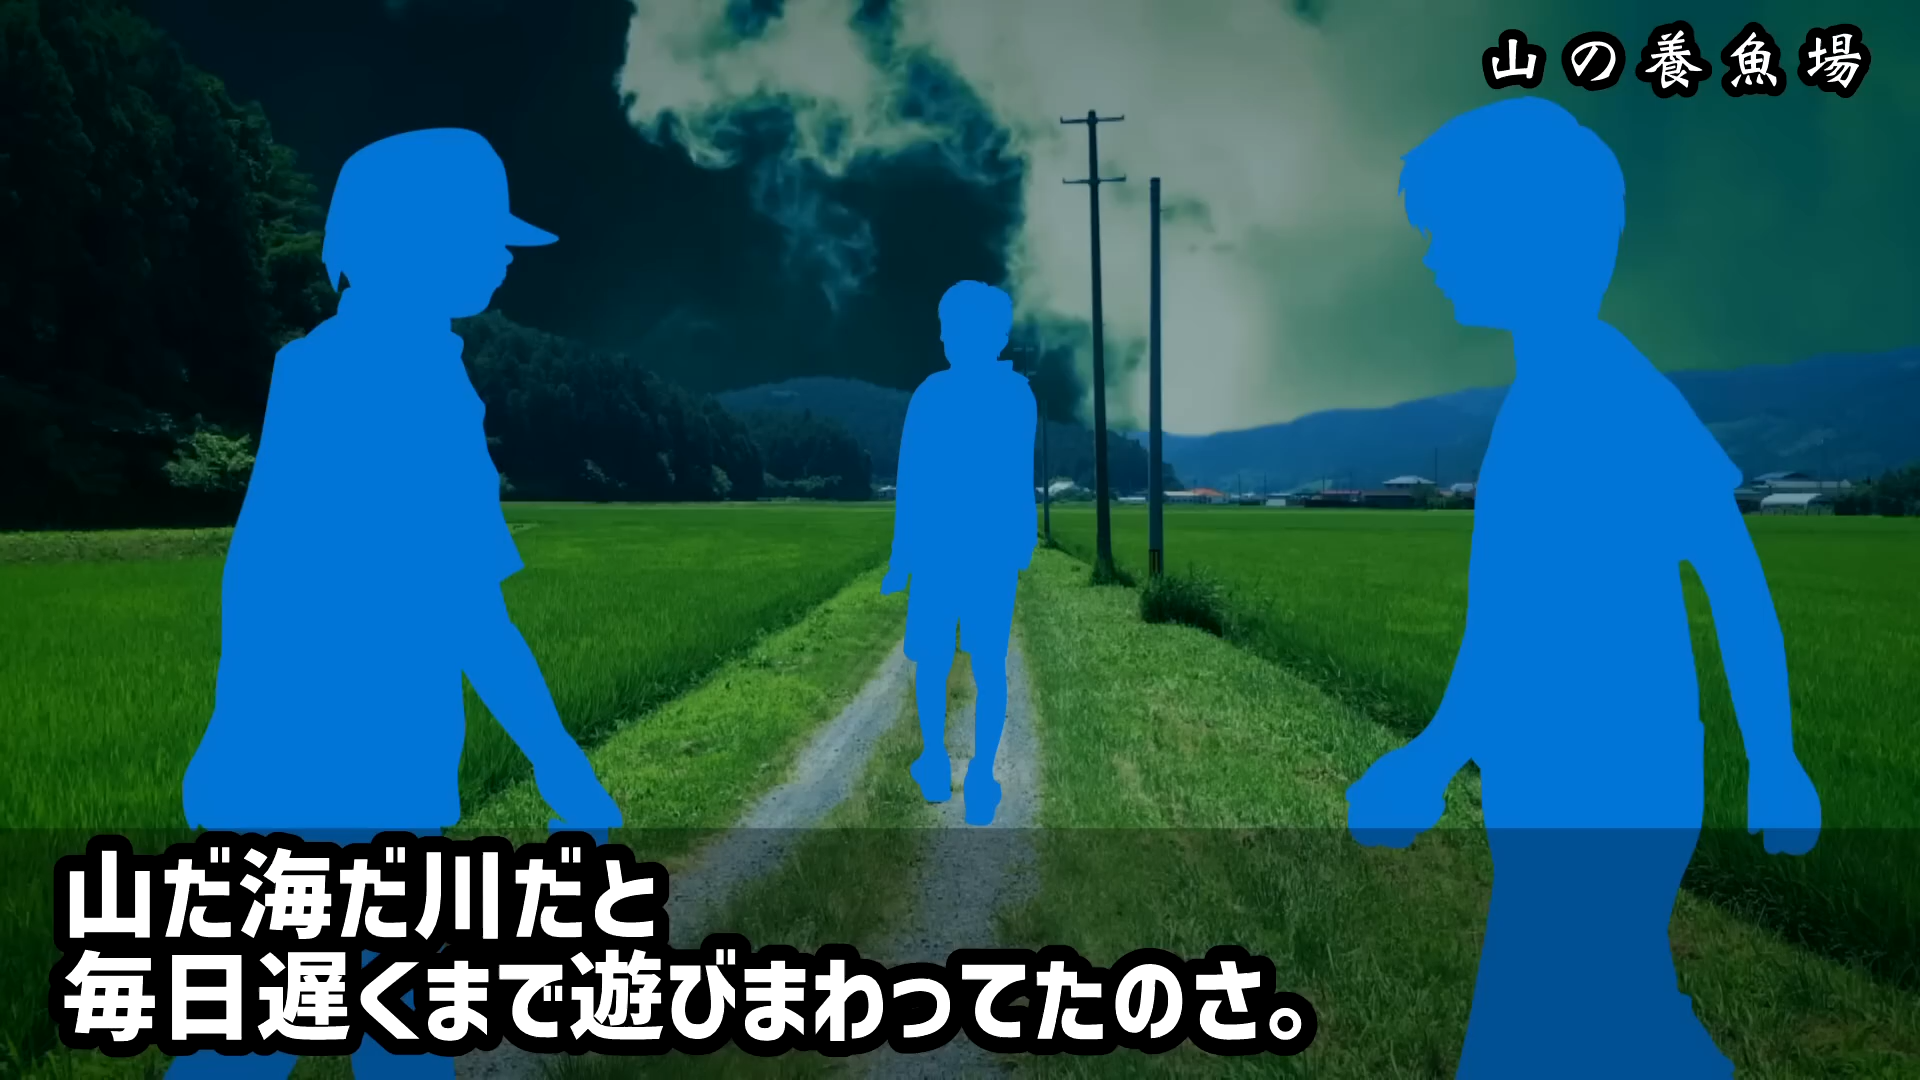 山の養魚場
山だ海だ川だと
毎日遅くまで遊びまわってたのさ。